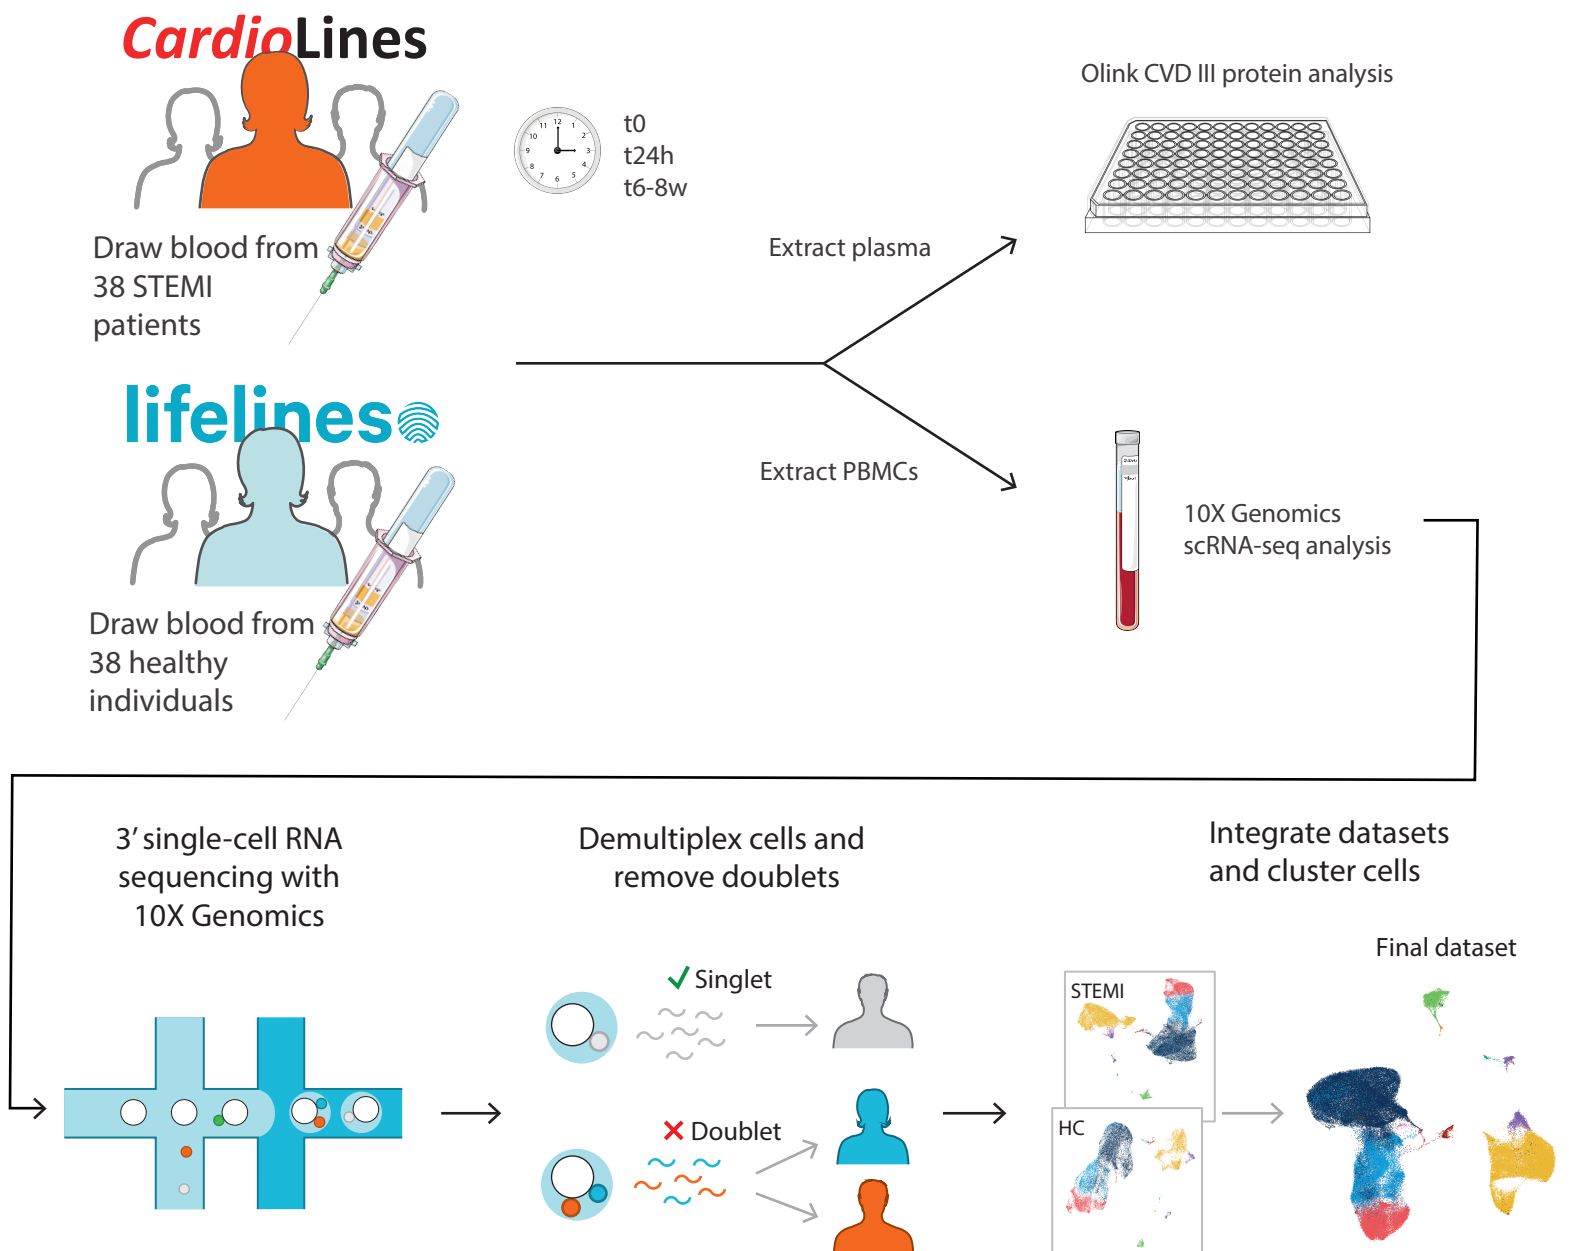 CardioLines
t0
t24h
t6-8w
Draw blood from
38 STEMI
patients
Olink CVD III protein analysis
Extract plasma
lifelines
Extract PBMCs
Draw blood from
38 healthy
individuals
10X Genomics
scRNA-seq analysis
3' single-cell RNA
sequencing with
10X Genomics
Demultiplex cells and
remove doublets
Integrate datasets
and cluster cells
Final dataset
Singlet
Doublet
STEMI
HC